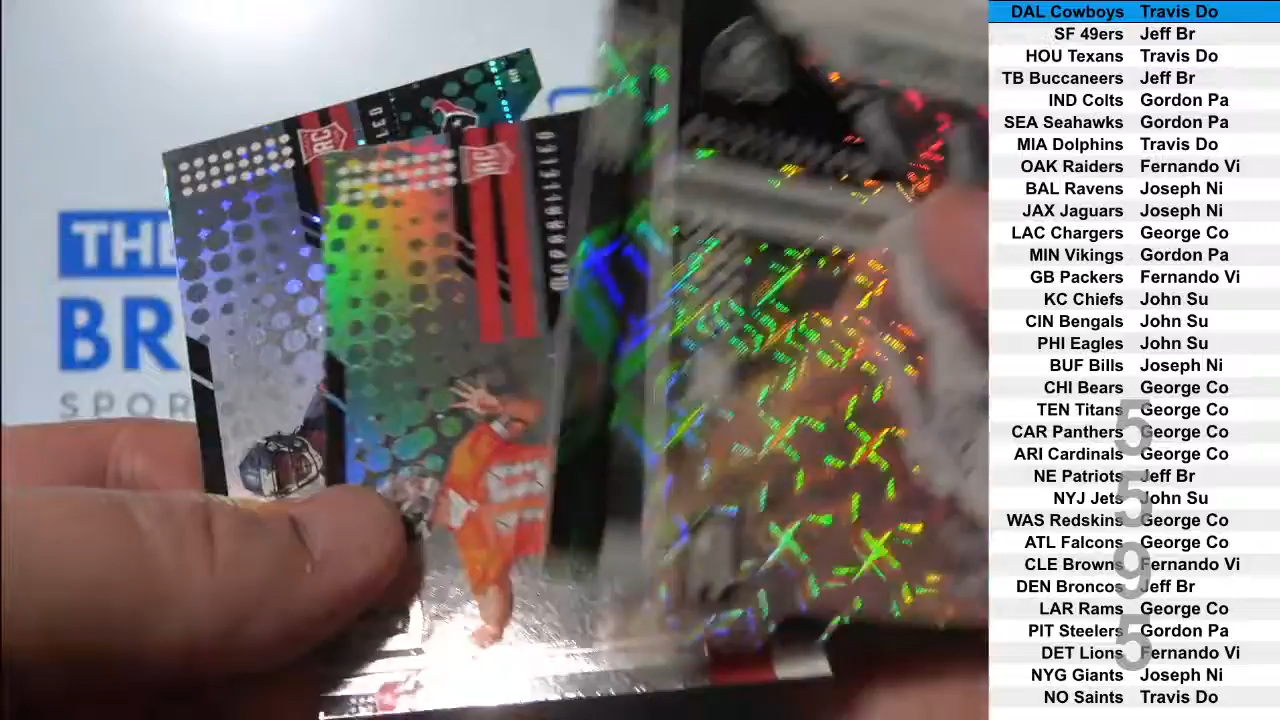 DAL Cowboys Travis Do
SF 49ers Jeff Br
HOU Texans Travis Do
TB Buccaneers Jeff Br
IND Colts Gordon Pa
SEA Seahawks Gordon Pa
MIA Dolphins Travis Do
OAK Raiders Fernando Vi
BAL Ravens Joseph Ni
JAX Jaguars Joseph Ni
LAC Chargers George Co
MIN Vikings Gordon Pa
GB Packers Fernando Vi
KC Chiefs John Su
CIN Bengals John Su
PHI Eagles John Su
BUF Bills Joseph Ni
CHI Bears George Co
TEN Titans George Co
CAR Panthers George Co
ARI Cardinals George Co
NE Patriots Jeff Br
NYJ Jets John Su
WAS Redskins George Co
ATL Falcons George Co
CLE Browns Fernando Vi
DEN Broncos Jeff Br
LAR Rams George Co
PIT Steelers Gordon Pa
DET Lions Fernando Vi
NYG Giants Joseph Ni
NO Saints Travis Do
5595
THE
BR
SPOR
RC
RC